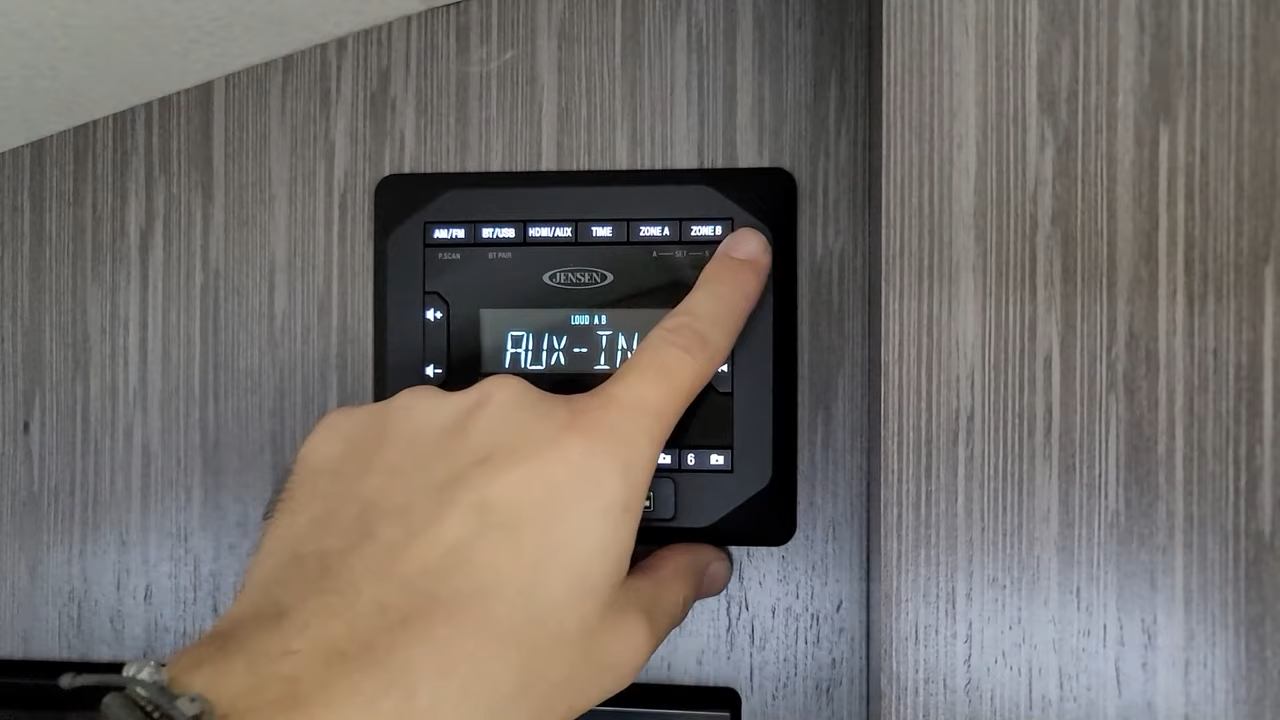 AM/FM BT/USB HDMI/AUX TIME ZONE A ZONE B
P.SCAN BT PAIR A SET
JENSEN
LOUD A B
AUX-IN
6